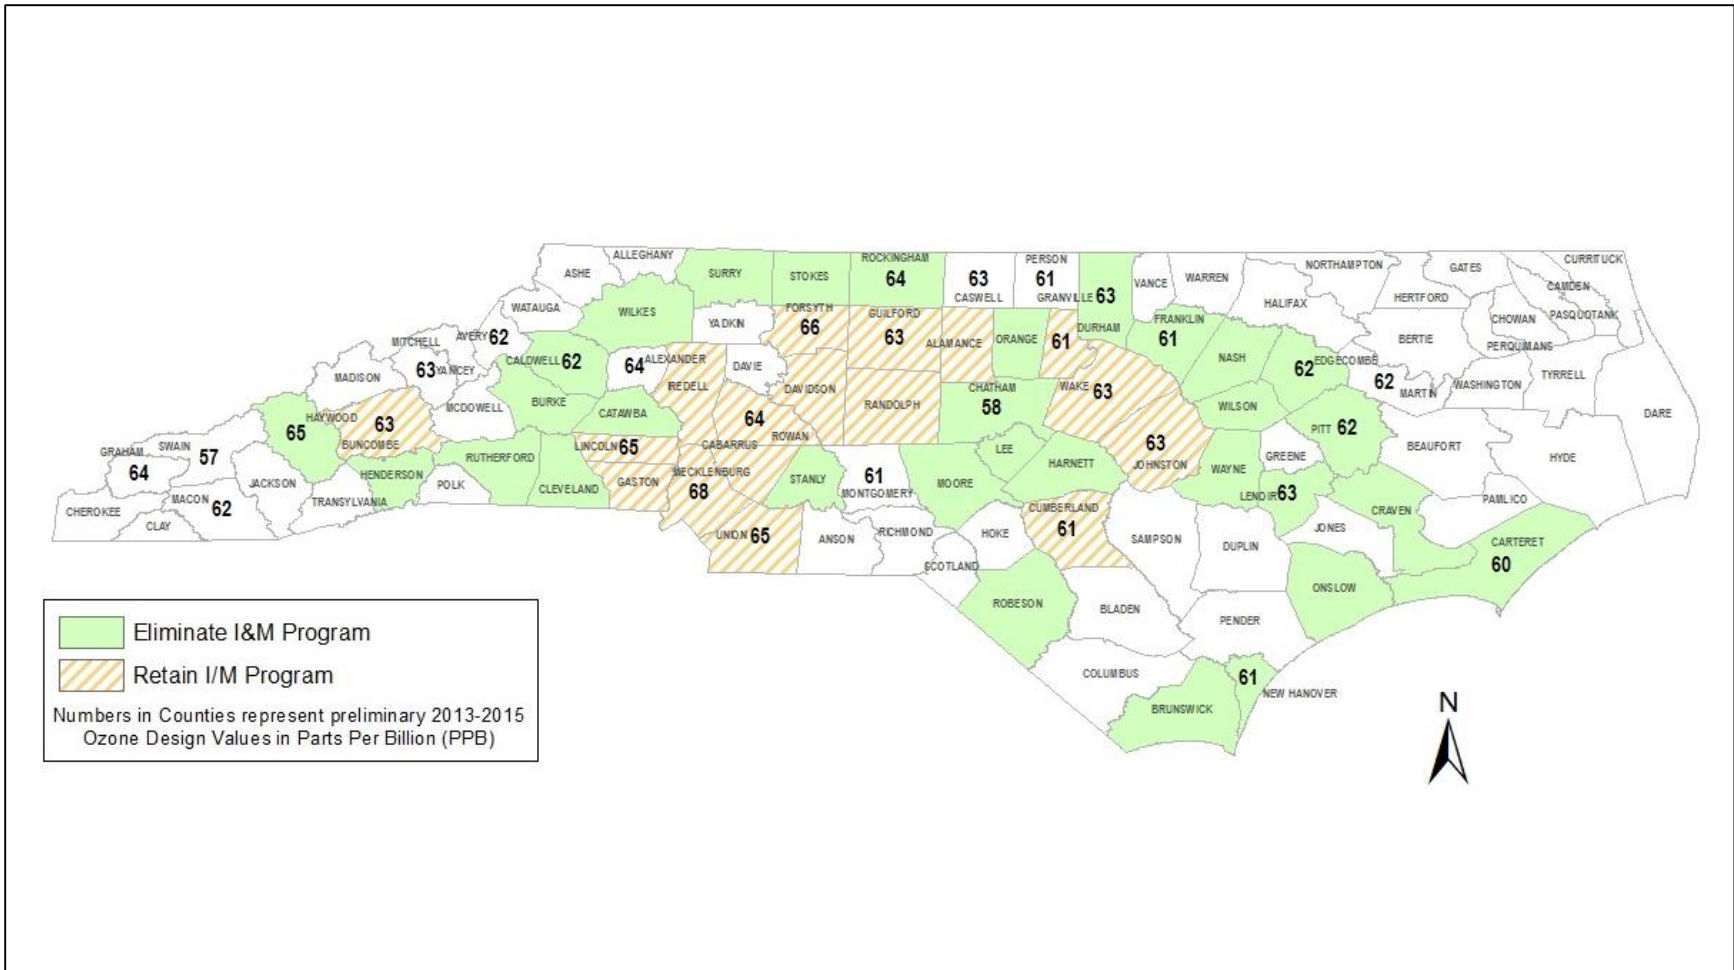 ALLEGHANY
ASHE
SURRY
STOKES
ROCKINGHAM
64
63
CASWELL
PERSON
61
GRANVILLE
63
VANCE
WARREN
NORTHAMPTON
GATES
CURRITUCK
CAMDEN
PASQUOTANK
HERTFORD
HALIFAX
CHOWAN
PERQUIMANS
BERTIE
WATAUGA
WILKES
YADKIN
FORSYTH
66
GUILFORD
63
ALAMANCE
ORANGE
61
DURHAM
FRANKLIN
61
NASH
62
EDGECOMBE
62
MARTIN
WASHINGTON
TYRRELL
DARE
MITCHELL
AVERY
62
63
YANCEY
CALDWELL
62
64
ALEXANDER
IREDELL
DAVIE
DAVIDSON
RANDOLPH
CHATHAM
58
WAKE
63
WILSON
PITT
62
BEAUFORT
HYDE
MADISON
MCDOWELL
BURKE
CATAWBA
64
ROWAN
HAYWOOD
65
63
BUNCOMBE
LINCOLN
65
CABARRUS
LEE
HARNETT
63
JOHNSTON
WAYNE
GREENE
GRAHAM
64
SWAIN
57
JACKSON
HENDERSON
RUTHERFORD
CLEVELAND
GASTON
MECKLENBURG
68
STANLY
61
MONTGOMERY
MOORE
LENOIR
63
CRAVEN
PAMLICO
CHEROKEE
MACON
62
CLAY
TRANSYLVANIA
POLK
UNION
65
ANSON
RICHMOND
HOKE
CUMBERLAND
61
SAMPSON
DUPLIN
JONES
CARTERET
60
SCOTLAND
ROBESON
BLADEN
PENDER
ONSLOW
COLUMBUS
BRUNSWICK
61
NEW HANOVER
Eliminate I&M Program
Retain I/M Program
Numbers in Counties represent preliminary 2013-2015
Ozone Design Values in Parts Per Billion (PPB)
N